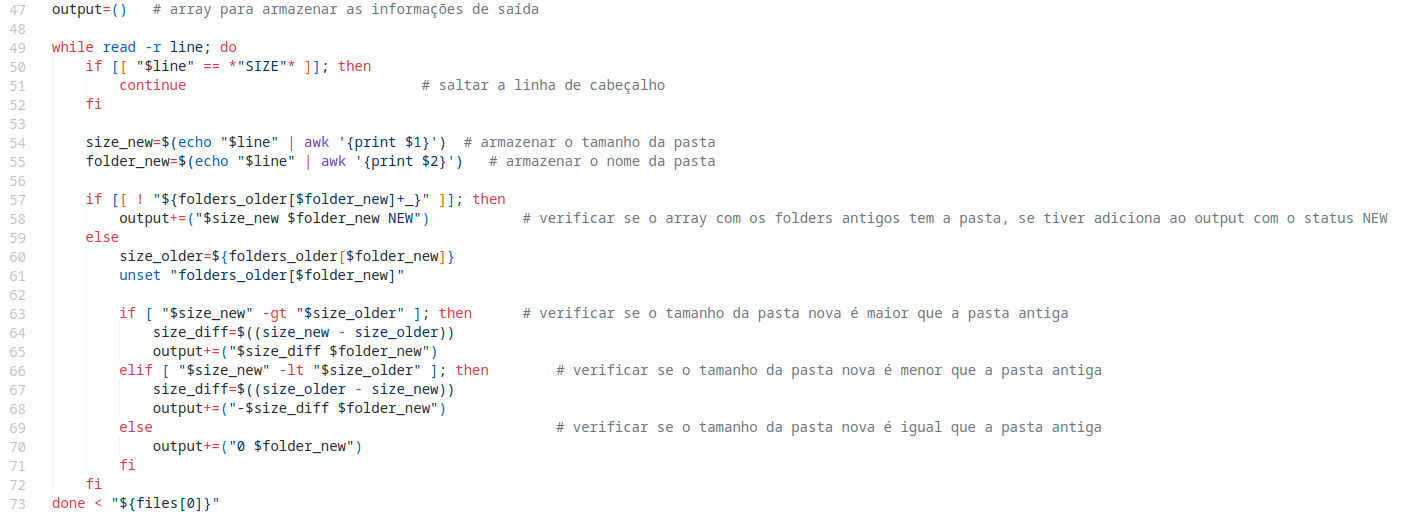 47 output=()   # array para armazenar as informações de saída
48
49 while read -r line; do
50     if [[ "$line" == *"SIZE"* ]]; then
51         continue                            # saltar a linha de cabeçalho
52     fi
53
54     size_new=$(echo "$line" | awk '{print $1}')  # armazenar o tamanho da pasta
55     folder_new=$(echo "$line" | awk '{print $2}')   # armazenar o nome da pasta
56
57     if [[ ! "${folders_older[$folder_new]+_}" ]]; then
58         output+=("$size_new $folder_new NEW")           # verificar se o array com os folders antigos tem a pasta, se tiver adiciona ao output com o status NEW
59     else
60         size_older=${folders_older[$folder_new]}
61         unset "folders_older[$folder_new]"
62
63         if [ "$size_new" -gt "$size_older" ]; then      # verificar se o tamanho da pasta nova é maior que a pasta antiga
64             size_diff=$((size_new - size_older))
65             output+=("$size_diff $folder_new")
66         elif [ "$size_new" -lt "$size_older" ]; then        # verificar se o tamanho da pasta nova é menor que a pasta antiga
67             size_diff=$((size_older - size_new))
68             output+=("-$size_diff $folder_new")
69         else                                                # verificar se o tamanho da pasta nova é igual que a pasta antiga
70             output+=("0 $folder_new")
71         fi
72     fi
73 done < "${files[0]}"